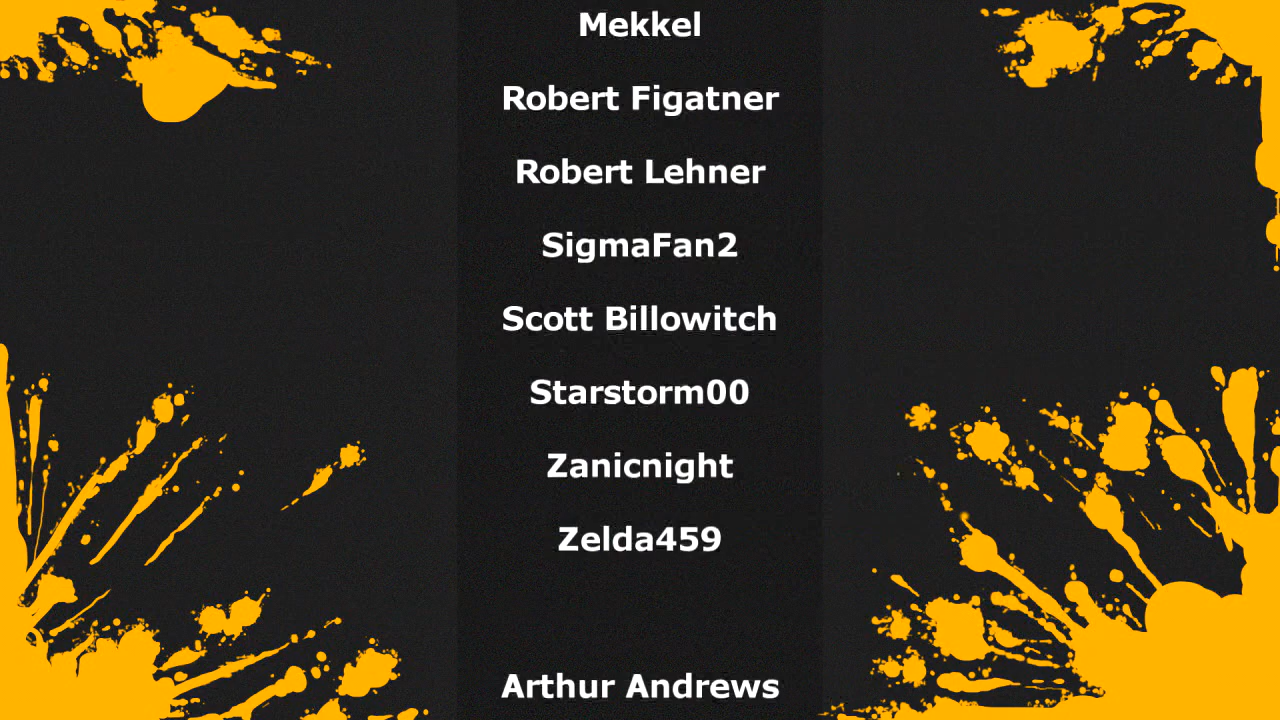 Mekkel
Robert Figatner
Robert Lehner
SigmaFan2
Scott Billowitch
Starstorm00
Zanicnight
Zelda459
Arthur Andrews